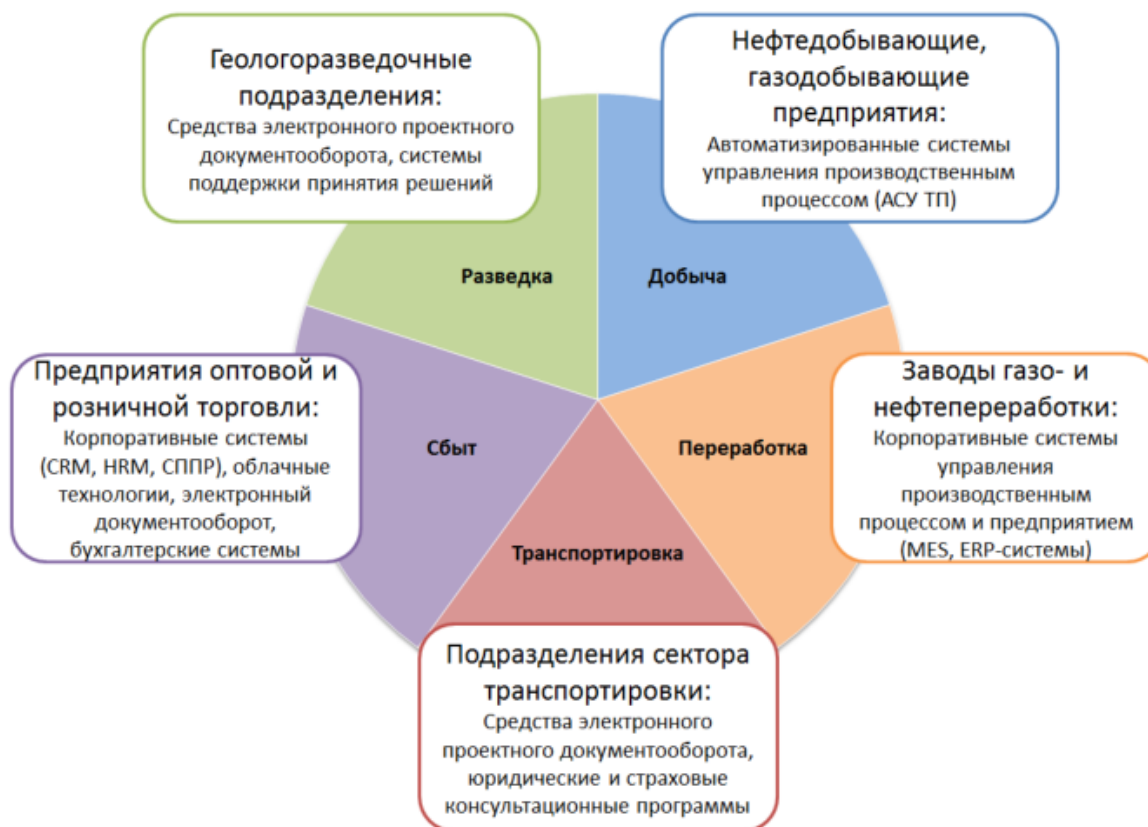 Геологоразведочные
подразделения:
Средства электронного проектного
документооборота, системы
поддержки принятия решений
Нефтедобывающие,
газодобывающие
предприятия:
Автоматизированные системы
управления производственным
процессом (АСУ ТП)
Разведка
Добыча
Предприятия оптовой и
розничной торговли:
Корпоративные системы
(CRM, HRM, СППР), облачные
технологии, электронный
документооборот,
бухгалтерские системы
Сбыт
Переработка
Заводы газо- и
нефтепереработки:
Корпоративные системы
управления
производственным
процессом и предприятием
(MES, ERP-системы)
Транспортировка
Подразделения сектора
транспортировки:
Средства электронного
проектного документооборота,
юридические и страховые
консультационные программы